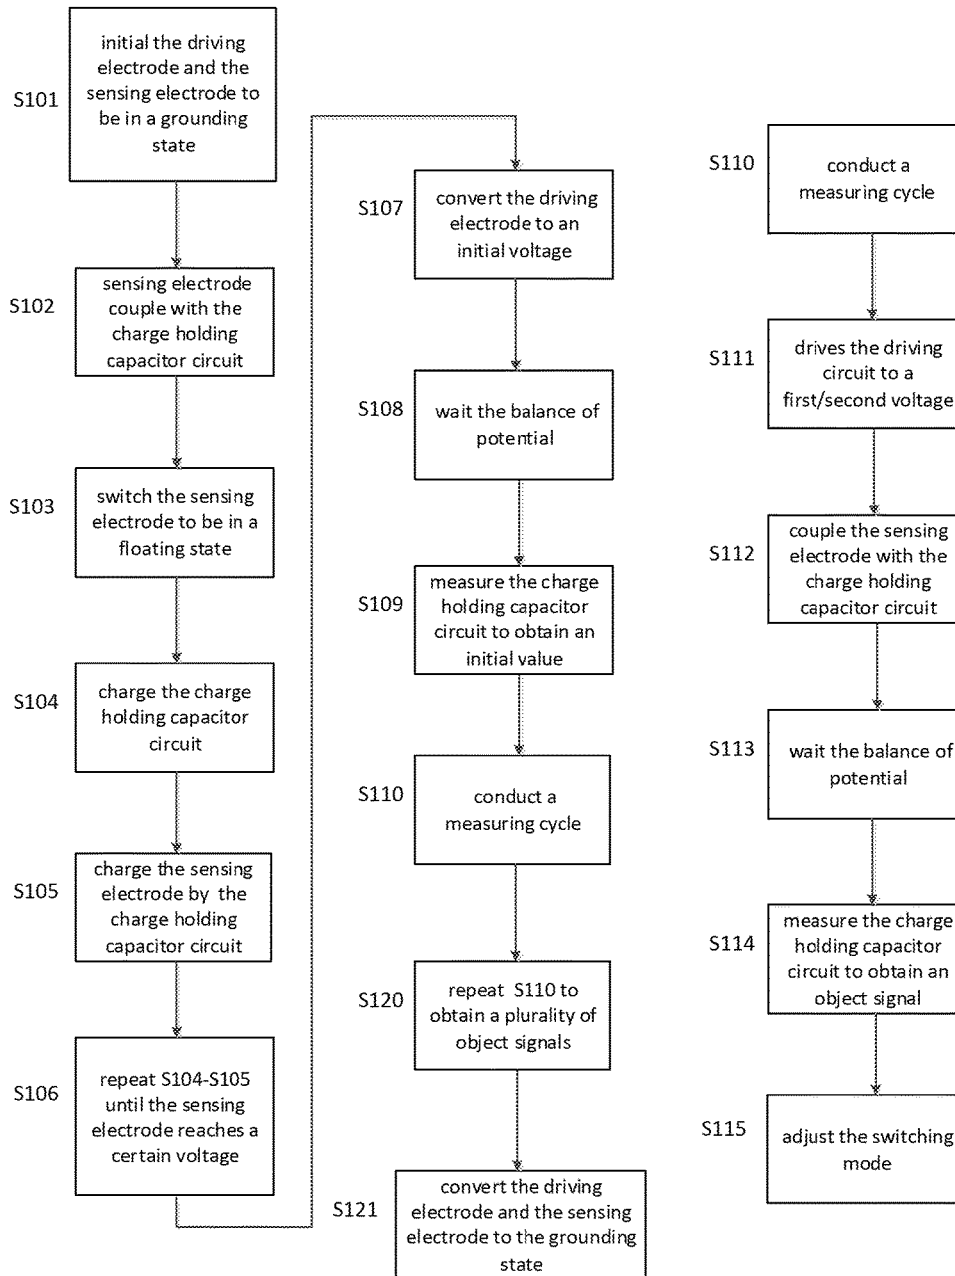 S101
initial the driving
electrode and the
sensing electrode to
be in a grounding
state
S102
sensing electrode
couple with the
charge holding
capacitor circuit
S103
switch the sensing
electrode to be in a
floating state
S104
charge the charge
holding capacitor
circuit
S105
charge the sensing
electrode by the
charge holding
capacitor circuit
S106
repeat S104-S105
until the sensing
electrode reaches a
certain voltage
S107
convert the driving
electrode to an
initial voltage
S108
wait the balance of
potential
S109
measure the charge
holding capacitor
circuit to obtain an
initial value
S110
conduct a
measuring cycle
S120
repeat S110 to
obtain a plurality of
object signals
S121
convert the driving
electrode and the sensing
electrode to the grounding
state
S110
conduct a
measuring cycle
S111
drives the driving
circuit to a
first/second voltage
S112
couple the sensing
electrode with the
charge holding
capacitor circuit
S113
wait the balance of
potential
S114
measure the charge
holding capacitor
circuit to obtain an
object signal
S115
adjust the switching
mode